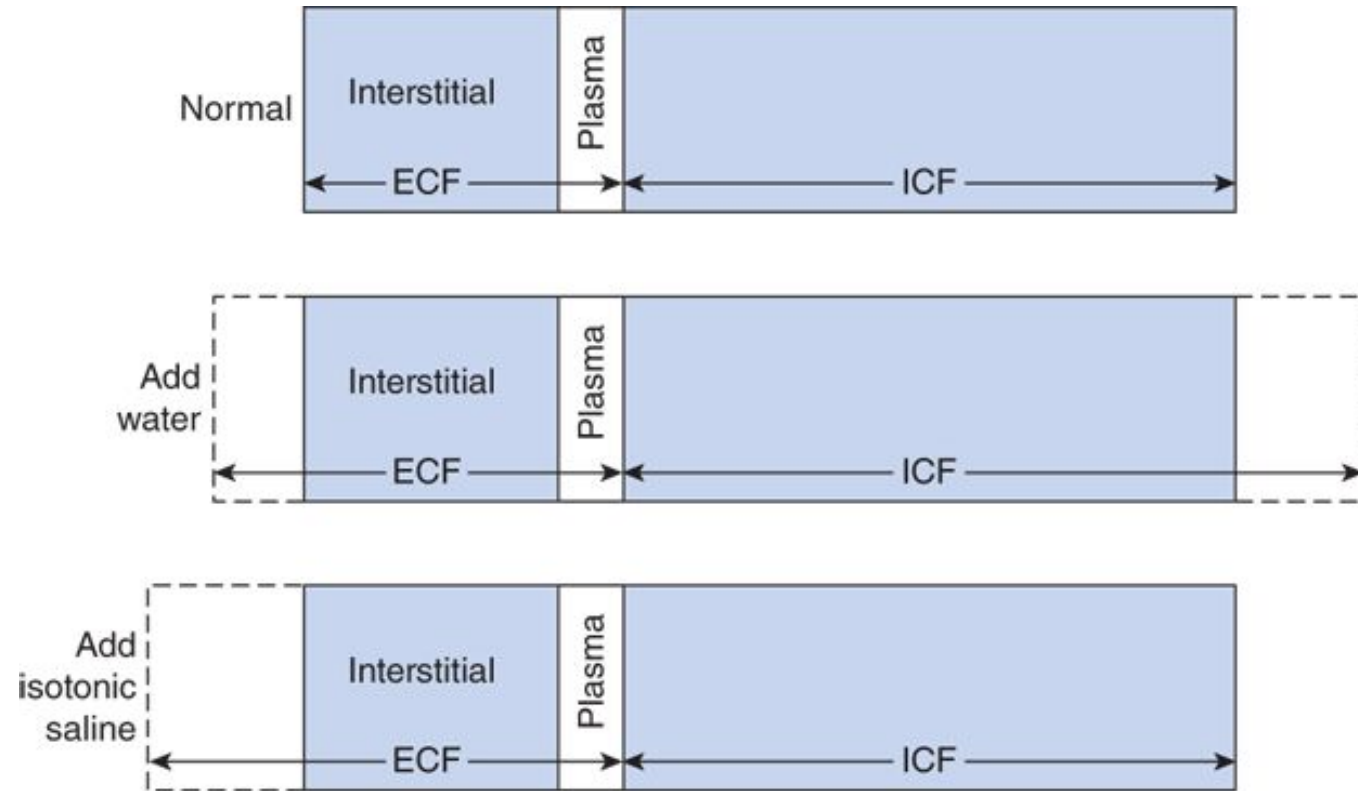 Normal
Interstitial
Plasma
ECF
ICF
Add
water
Interstitial
Plasma
ECF
ICF
Add
isotonic
saline
Interstitial
Plasma
ECF
ICF